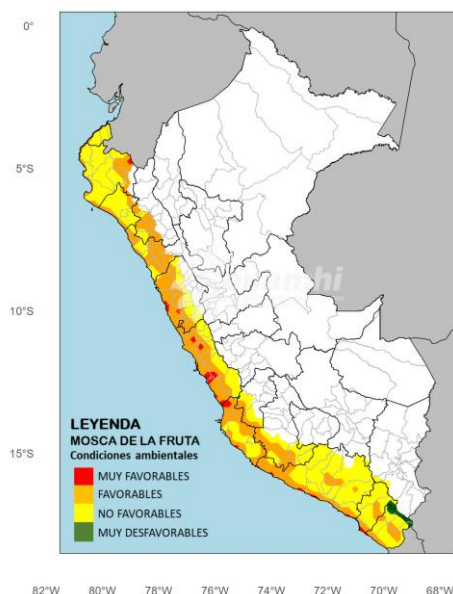 0°
5°S
10°S
15°S
senamhi
LEYENDA
MOSCA DE LA FRUTA
Condiciones ambientales
MUY FAVORABLES
FAVORABLES
NO FAVORABLES
MUY DESFAVORABLES
82°W 80°W 78°W 76°W 74°W 72°W 70°W 68°W